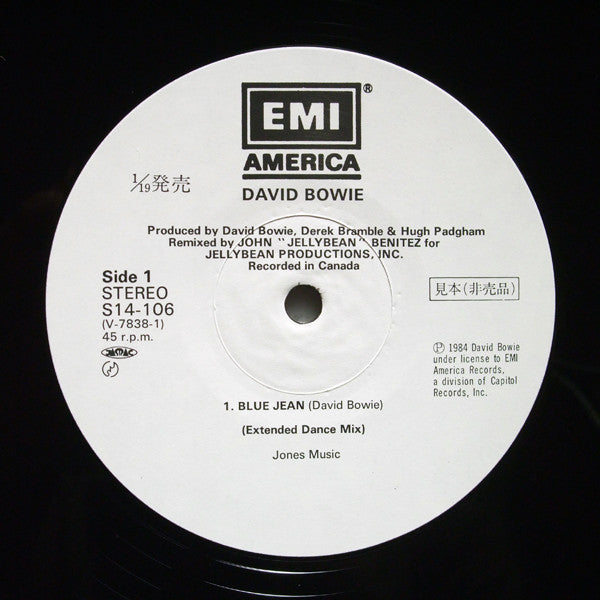 EMI
®
AMERICA
1/19発売
DAVID BOWIE
Produced by David Bowie, Derek Bramble & Hugh Padgham
Remixed by JOHN "JELLYBEAN" BENITEZ for
JELLYBEAN PRODUCTIONS, INC.
Recorded in Canada
Side 1
STEREO
S14-106
(V-7838-1)
45 r.p.m.
JASRAC
見本(非売品)
Ⓟ 1984 David Bowie
under license to EMI
America Records,
a division of Capitol
Records, Inc.
1. BLUE JEAN (David Bowie)
(Extended Dance Mix)
Jones Music